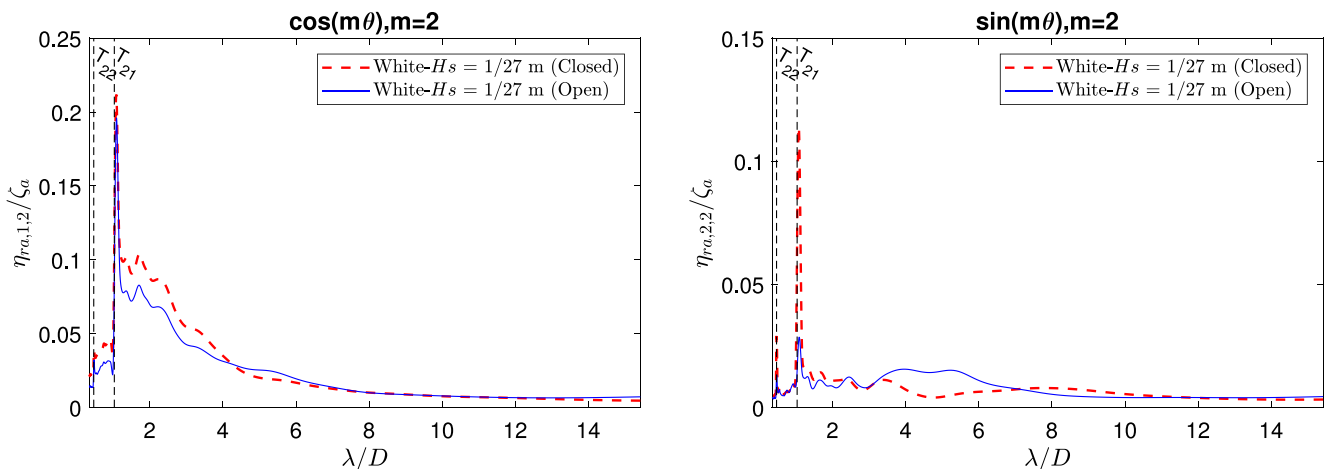 cos(mθ),m=2
0.25
0.2
0.15
0.1
0.05
0
T22
T21
White-Hs = 1/27 m (Closed)
White-Hs = 1/27 m (Open)
η_{ra,1,2}/ζ_a
2 4 6 8 10 12 14
λ/D
sin(mθ),m=2
0.15
0.1
0.05
0
T22
T21
White-Hs = 1/27 m (Closed)
White-Hs = 1/27 m (Open)
η_{ra,2,2}/ζ_a
2 4 6 8 10 12 14
λ/D